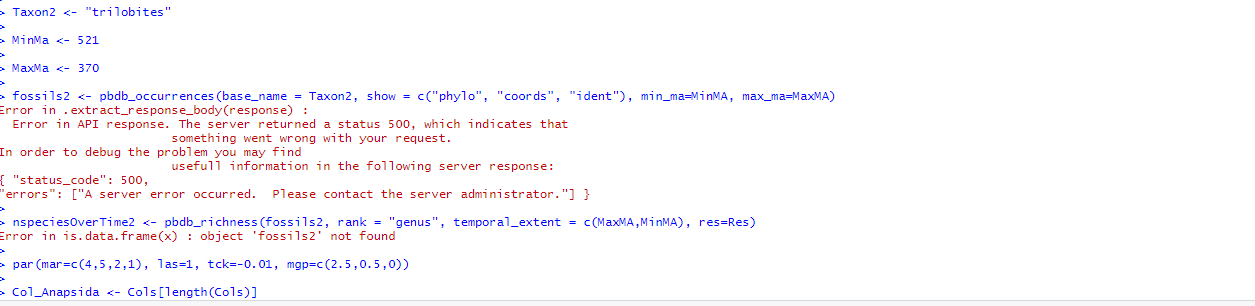 > Taxon2 <- "trilobites"
>
> MinMa <- 521
>
> MaxMa <- 370
>
> fossils2 <- pbdb_occurrences(base_name = Taxon2, show = c("phylo", "coords", "ident"), min_ma=MinMA, max_ma=MaxMA)
Error in .extract_response_body(response) :
  Error in API response. The server returned a status 500, which indicates that
                         something went wrong with your request.
In order to debug the problem you may find
                         usefull information in the following server response:
{ "status_code": 500,
"errors": ["A server error occurred.  Please contact the server administrator."] }
>
> nspeciesOverTime2 <- pbdb_richness(fossils2, rank = "genus", temporal_extent = c(MaxMA,MinMA), res=Res)
Error in is.data.frame(x) : object 'fossils2' not found
>
> par(mar=c(4,5,2,1), las=1, tck=-0.01, mgp=c(2.5,0.5,0))
>
> Col_Anapsida <- Cols[length(Cols)]